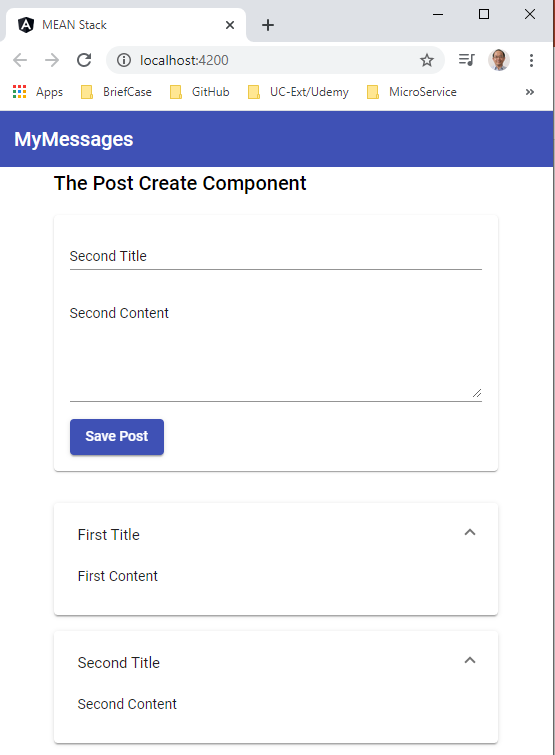 MEAN Stack
localhost:4200
Apps BriefCase GitHub UC-Ext/Udemy MicroService »
MyMessages
The Post Create Component
Second Title
Second Content
Save Post
First Title
First Content
Second Title
Second Content